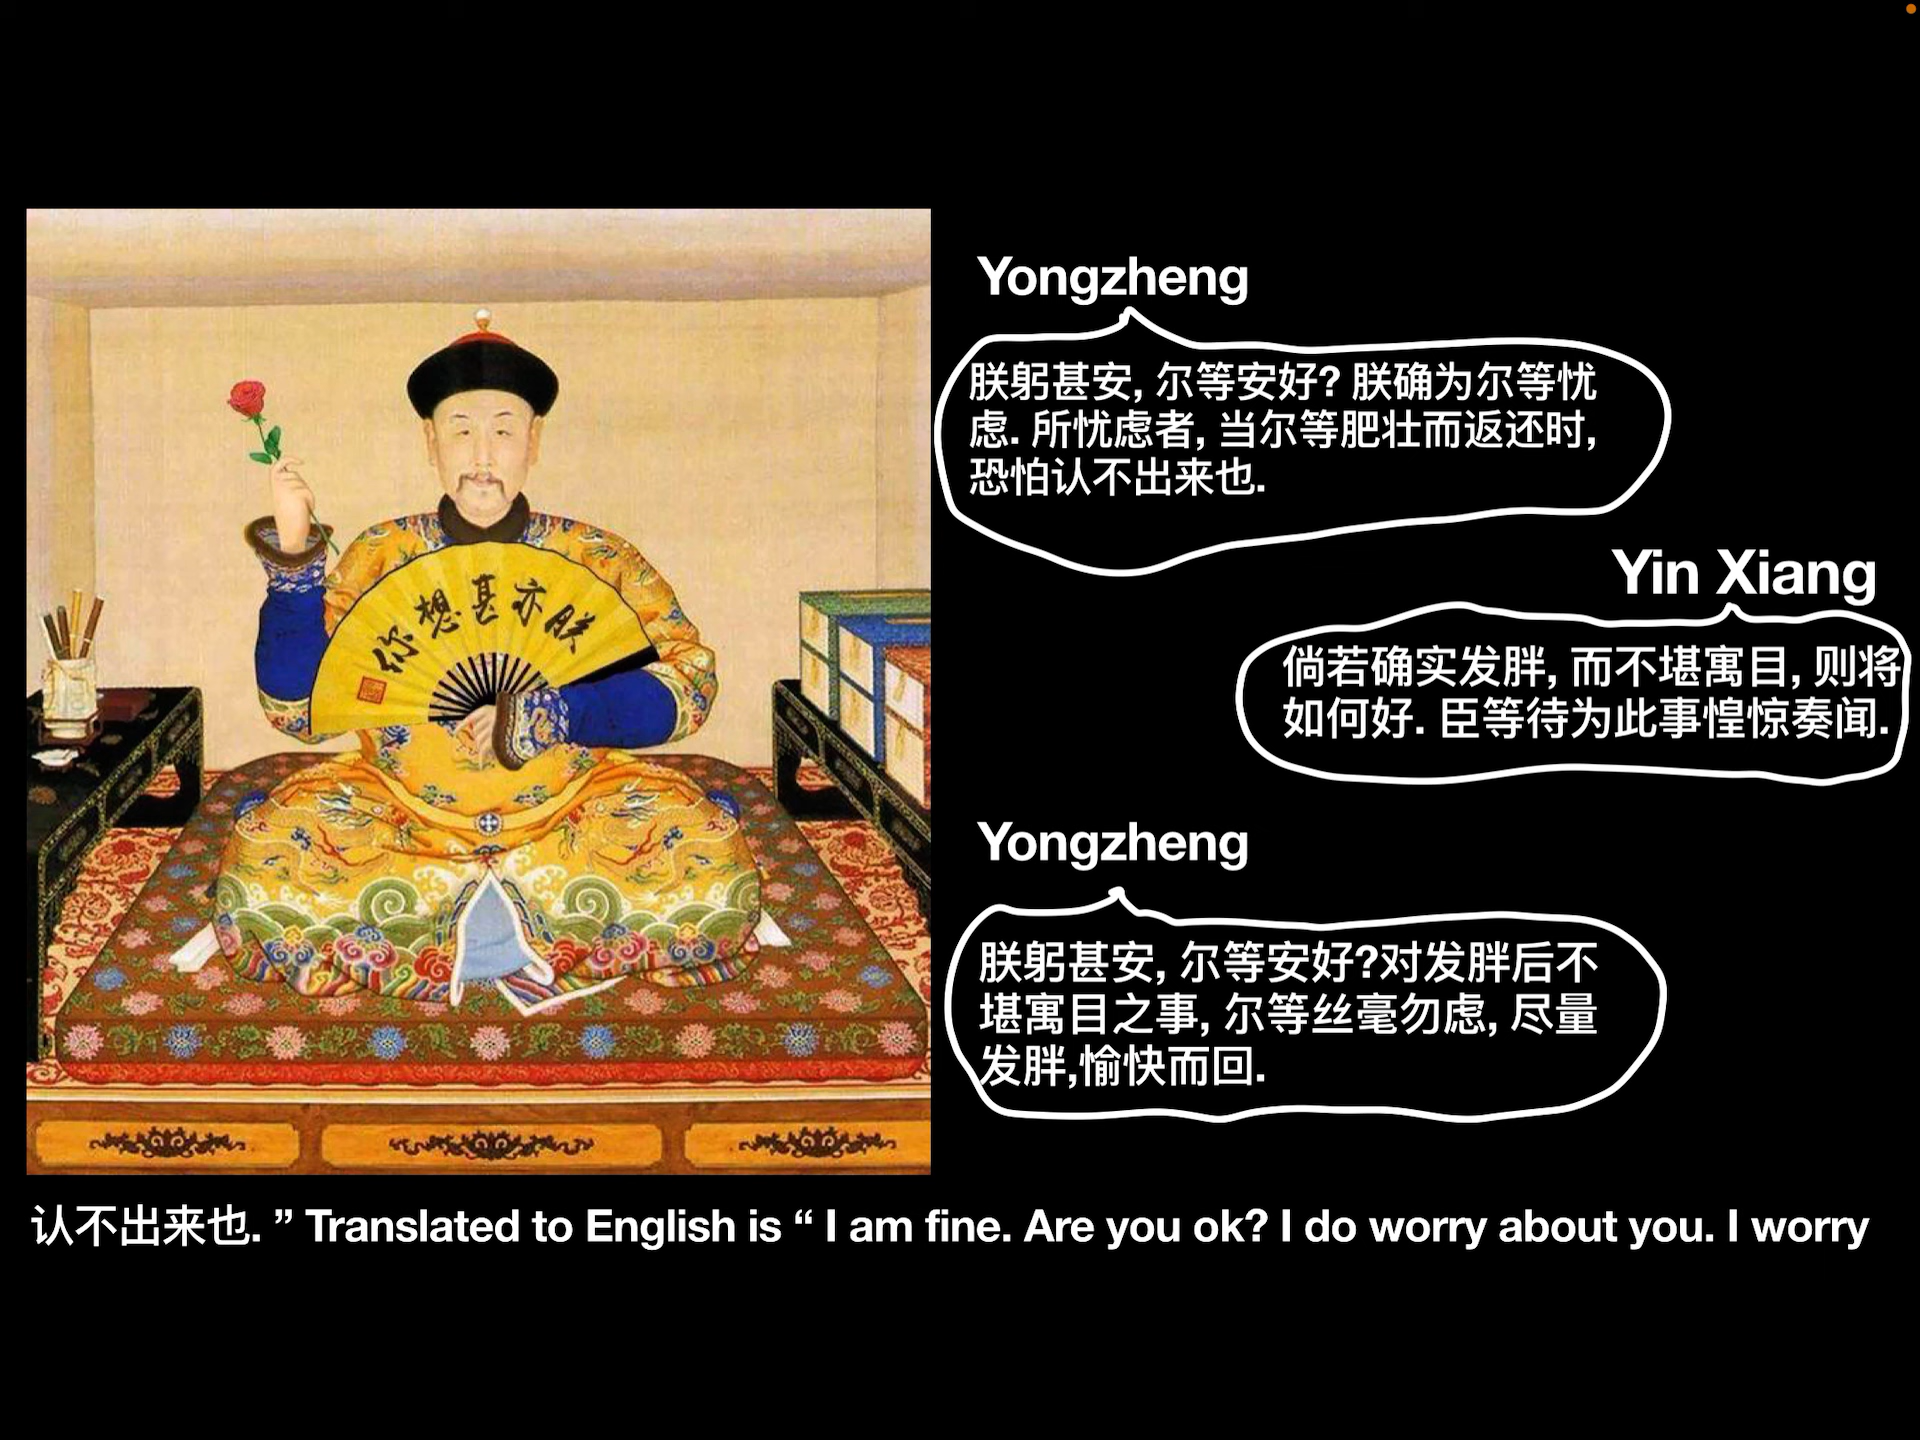 Yongzheng
朕躬甚安, 尔等安好? 朕确为尔等忧
虑. 所忧虑者, 当尔等肥壮而返还时,
恐怕认不出来也.
Yin Xiang
倘若确实发胖, 而不堪寓目, 则将
如何好. 臣等待为此事惶惊奏闻.
Yongzheng
朕躬甚安, 尔等安好?对发胖后不
堪寓目之事, 尔等丝毫勿虑, 尽量
发胖,愉快而回.
朕亦甚想你
认不出来也. ” Translated to English is “ I am fine. Are you ok? I do worry about you. I worry